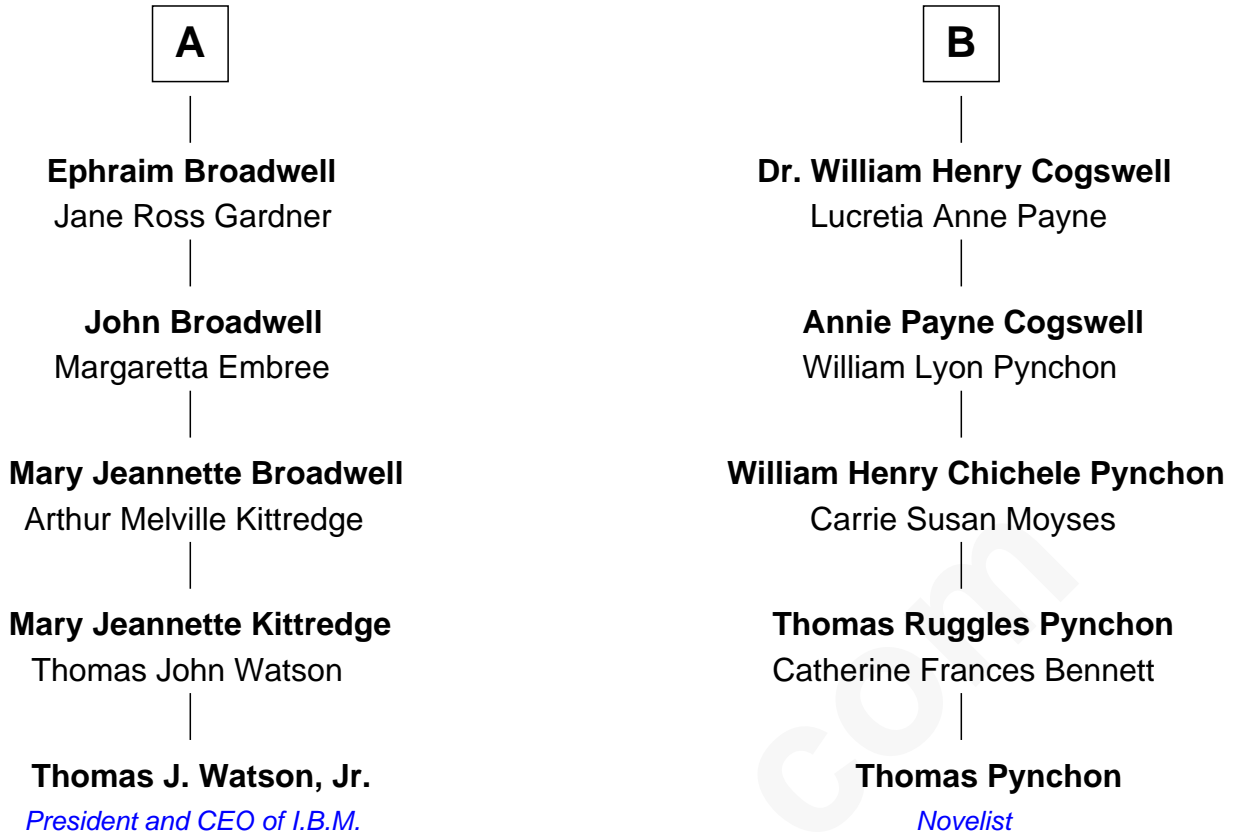 A
Ephraim Broadwell
Jane Ross Gardner
John Broadwell
Margaretta Embree
Mary Jeannette Broadwell
Arthur Melville Kittredge
Mary Jeannette Kittredge
Thomas John Watson
Thomas J. Watson, Jr.
President and CEO of I.B.M.
B
Dr. William Henry Cogswell
Lucretia Anne Payne
Annie Payne Cogswell
William Lyon Pynchon
William Henry Chichele Pynchon
Carrie Susan Moyses
Thomas Ruggles Pynchon
Catherine Frances Bennett
Thomas Pynchon
Novelist
com